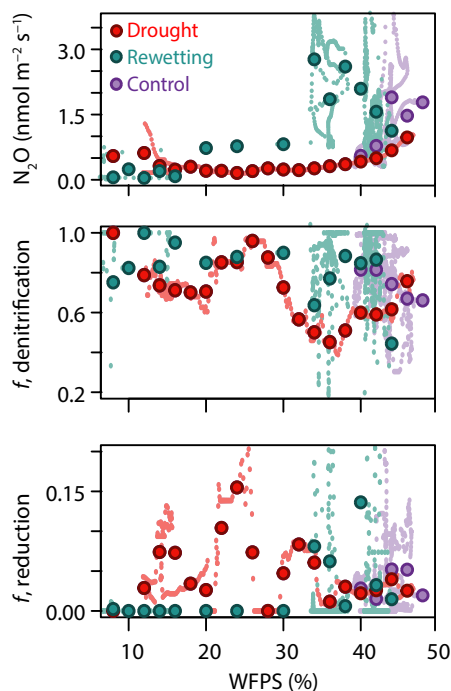 N₂O (nmol m⁻² s⁻¹)
3.0
1.5
0.0
Drought
Rewetting
Control
f, denitrification
1.0
0.6
0.2
f, reduction
0.15
0.00
10 20 30 40 50
WFPS (%)